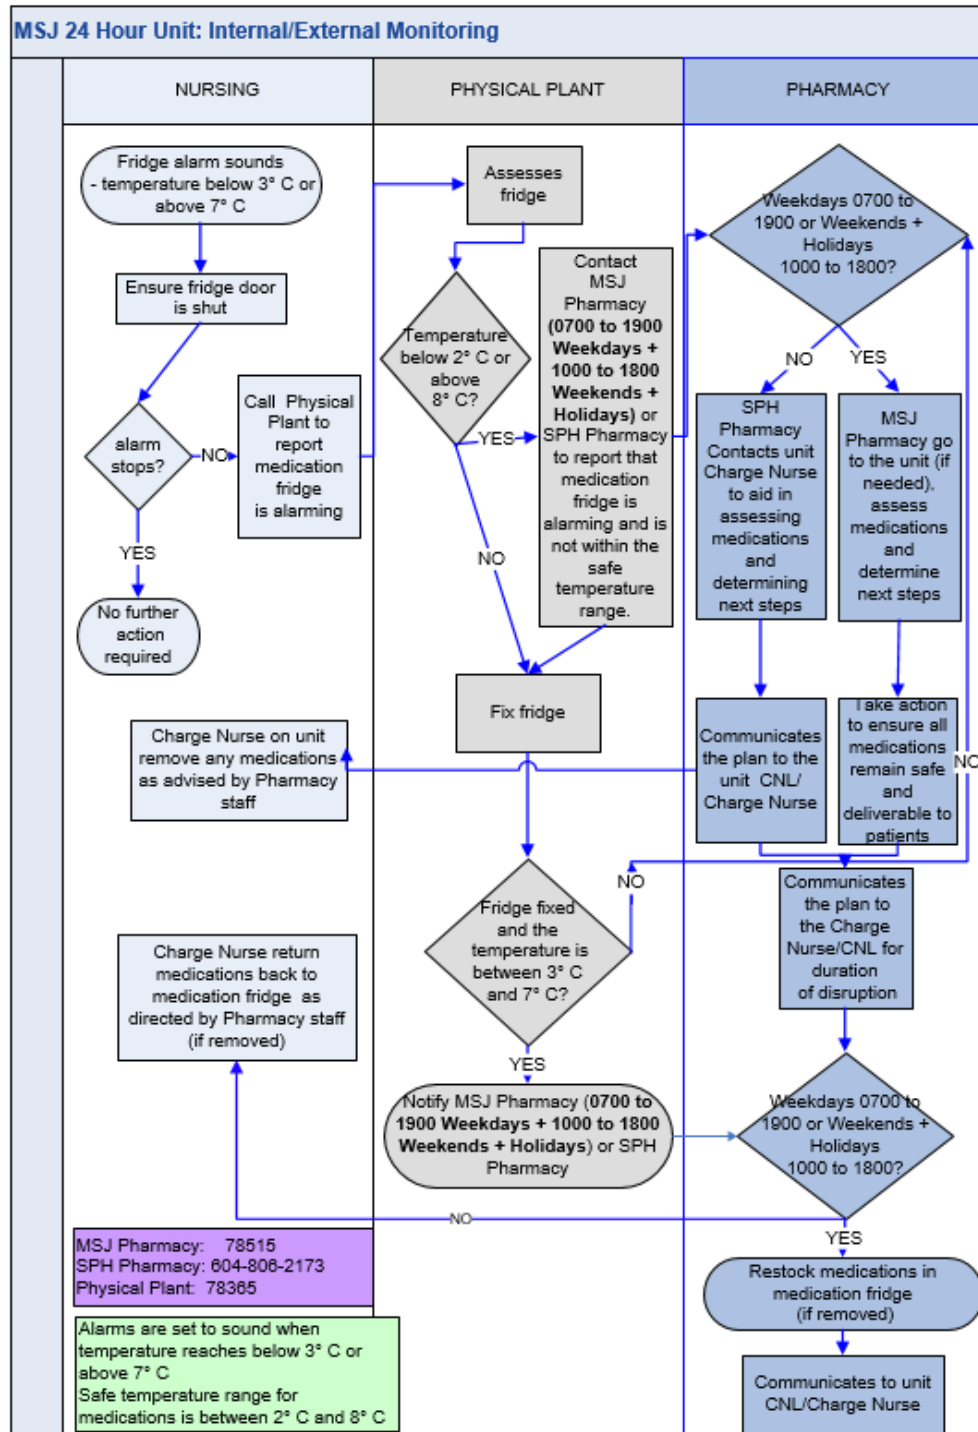 MSJ 24 Hour Unit: Internal/External Monitoring
NURSING
PHYSICAL PLANT
PHARMACY
Fridge alarm sounds
- temperature below 3° C or
above 7° C
Ensure fridge door
is shut
alarm
stops?
NO
Call Physical
Plant to
report
medication
fridge
is alarming
YES
No further
action
required
Charge Nurse on unit
remove any medications
as advised by Pharmacy
staff
Charge Nurse return
medications back to
medication fridge as
directed by Pharmacy staff
(if removed)
MSJ Pharmacy: 78515
SPH Pharmacy: 604-806-2173
Physical Plant: 78365
Alarms are set to sound when
temperature reaches below 3° C or
above 7° C
Safe temperature range for
medications is between 2° C and 8° C
Assesses
fridge
Temperature
below 2° C or
above
8° C?
YES
NO
Contact
MSJ
Pharmacy
(0700 to 1900
Weekdays +
1000 to 1800
Weekends +
Holidays) or
SPH Pharmacy
to report that
medication
fridge is
alarming and is
not within the
safe
temperature
range.
Fix fridge
Fridge fixed
and the
temperature is
between 3° C
and 7° C?
NO
YES
Notify MSJ Pharmacy (0700 to
1900 Weekdays + 1000 to 1800
Weekends + Holidays) or SPH
Pharmacy
Weekdays 0700 to
1900 or Weekends +
Holidays
1000 to 1800?
NO
YES
SPH
Pharmacy
Contacts unit
Charge Nurse
to aid in
assessing
medications
and
determining
next steps
MSJ
Pharmacy go
to the unit (if
needed),
assess
medications
and
determine
next steps
Communicates
the plan to the
unit CNL/
Charge Nurse
Take action
to ensure all
medications
remain safe
and
deliverable to
patients
NO
Communicates
the plan to
the Charge
Nurse/CNL for
duration
of disruption
Weekdays 0700 to
1900 or Weekends +
Holidays
1000 to 1800?
NO
YES
Restock medications in
medication fridge
(if removed)
Communicates to unit
CNL/Charge Nurse